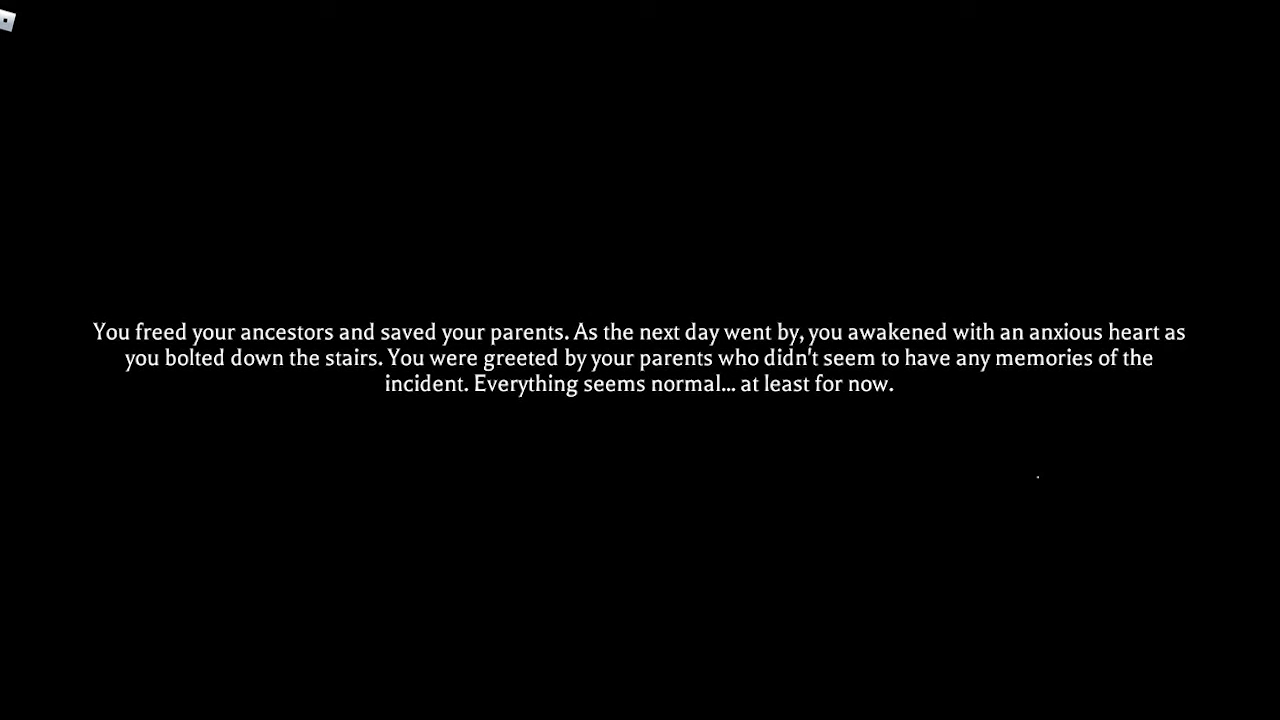 You freed your ancestors and saved your parents. As the next day went by, you awakened with an anxious heart as
you bolted down the stairs. You were greeted by your parents who didn't seem to have any memories of the
incident. Everything seems normal... at least for now.